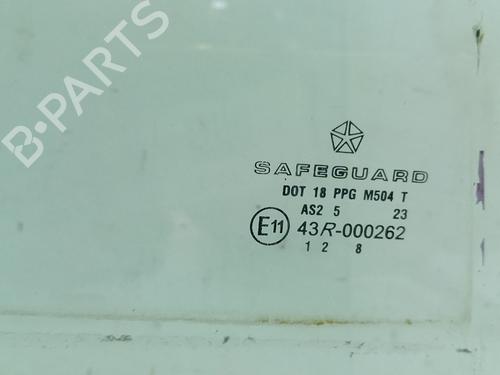 B-PARTS
SAFEGUARD
DOT 18 PPG M504 T
AS2 5 23
E11 43R-000262
1 2 8